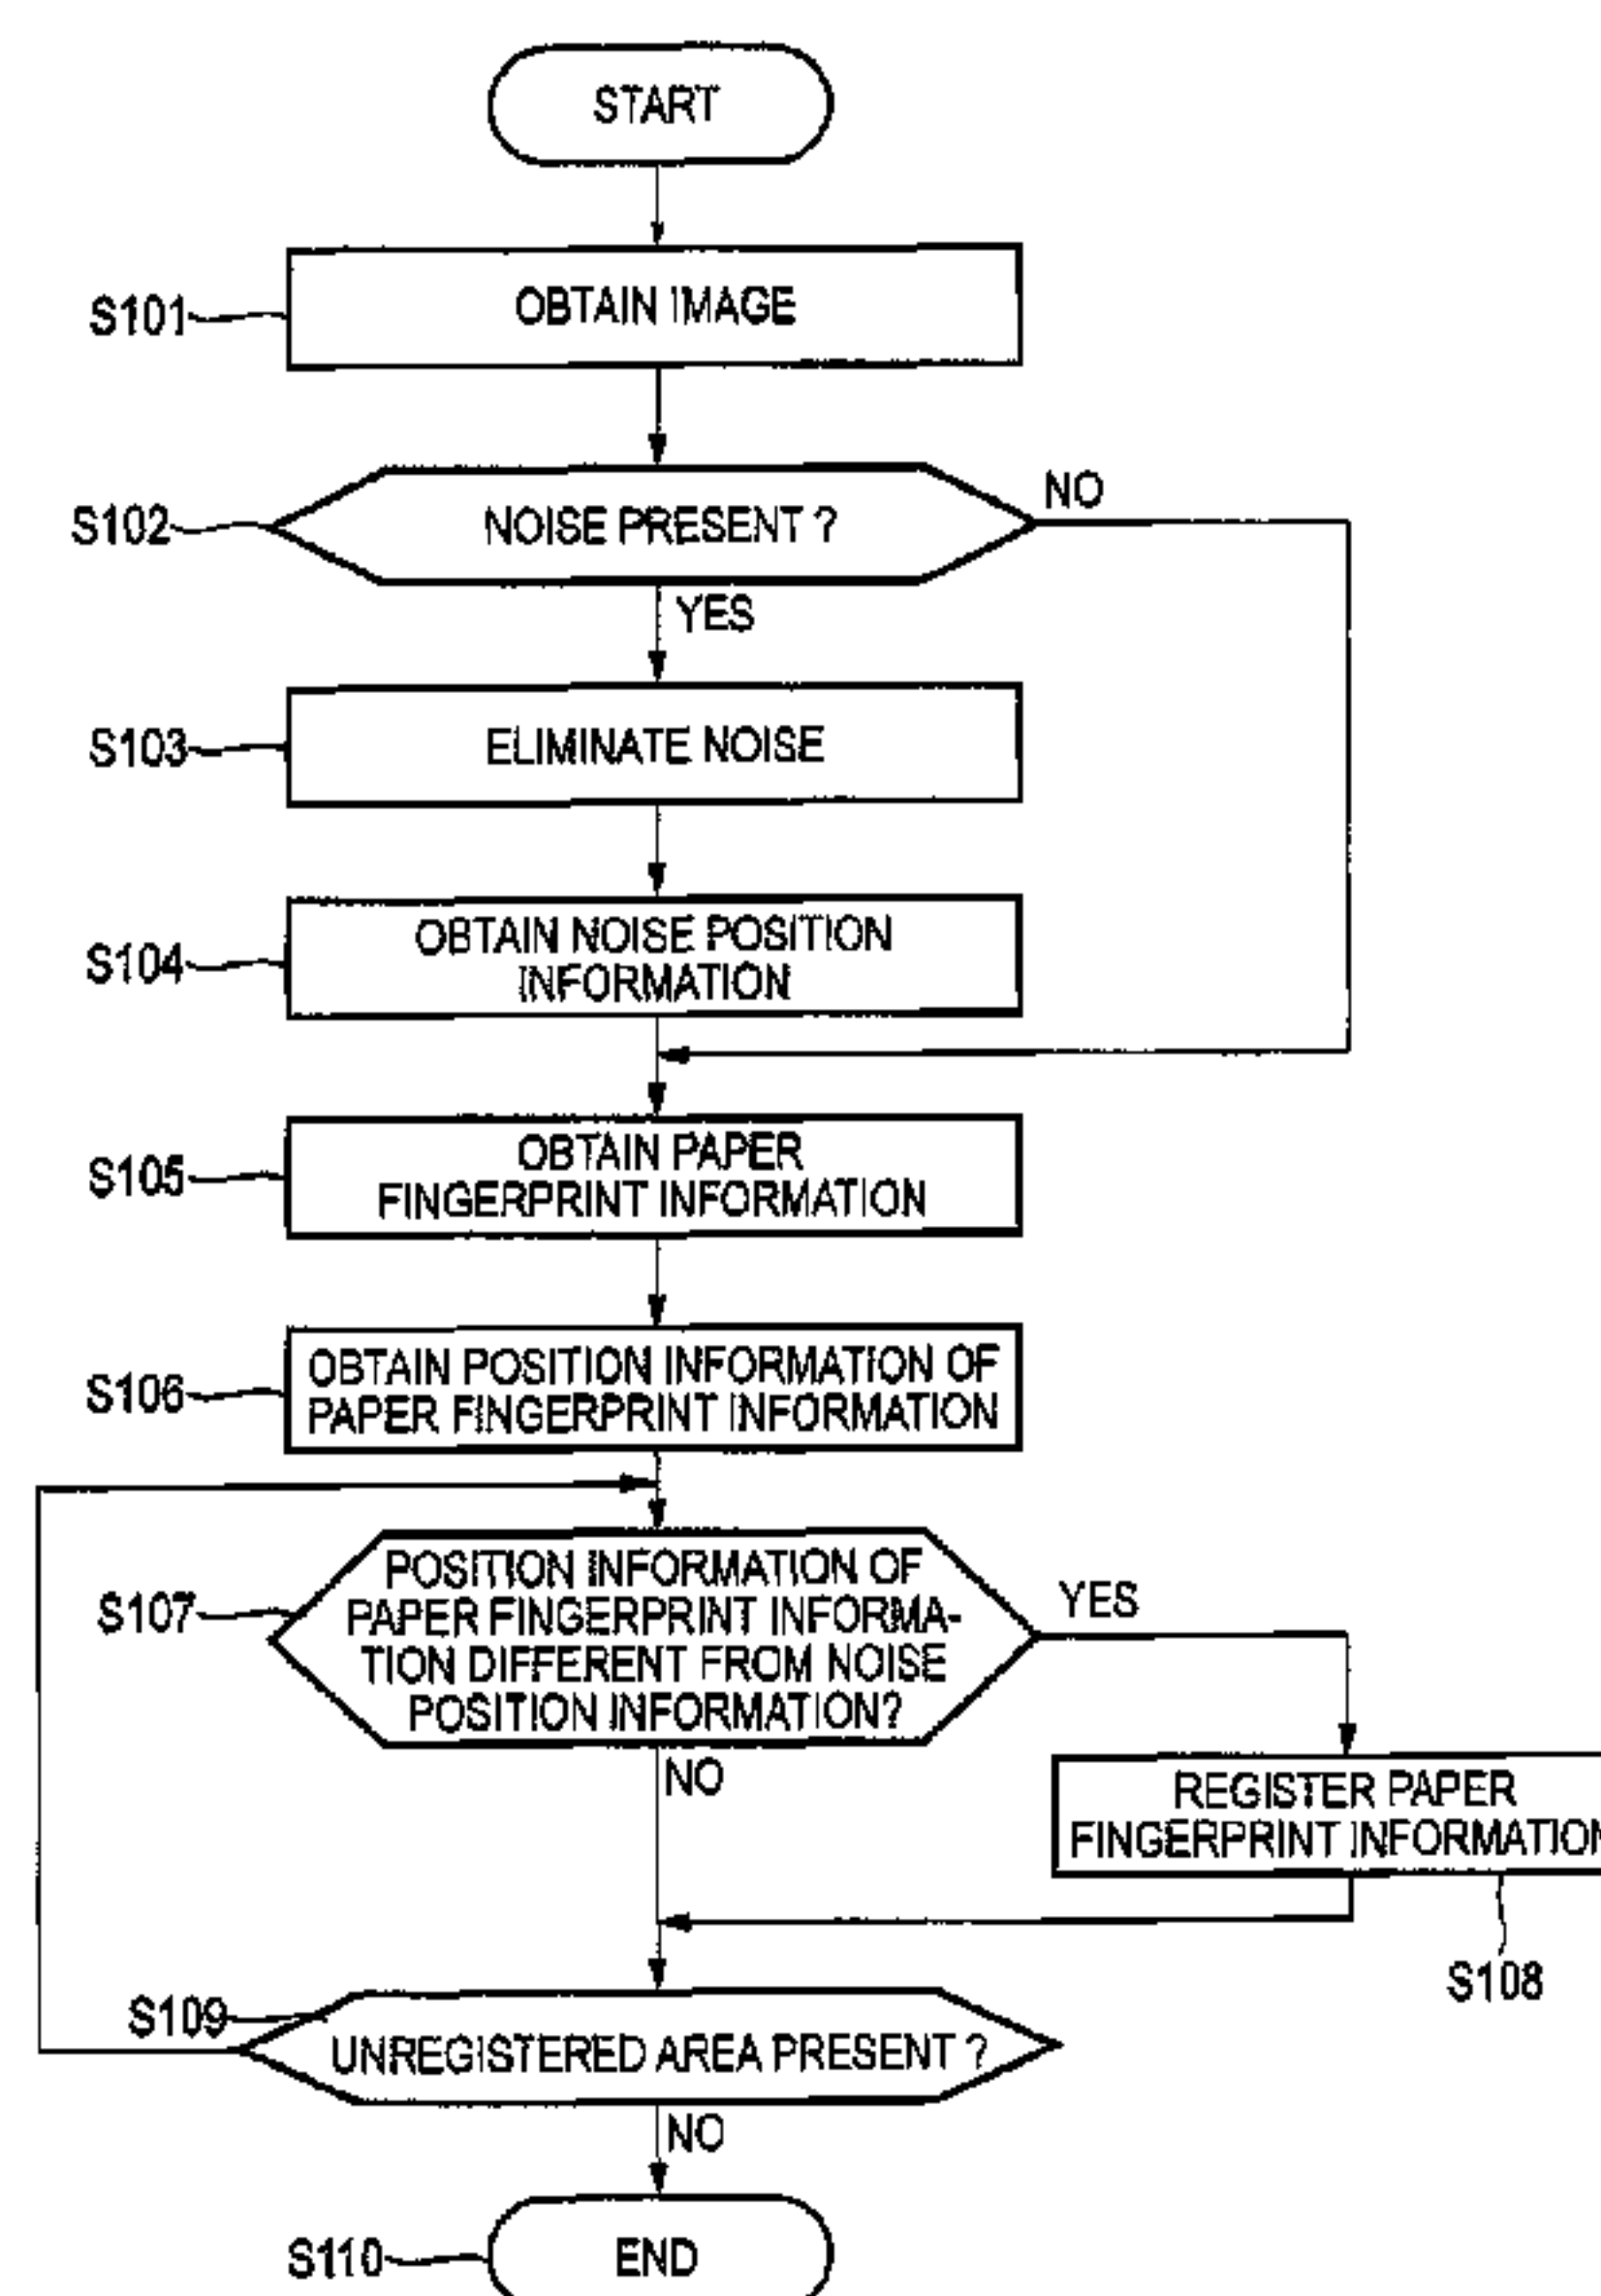 START
S101
OBTAIN IMAGE
S102
NOISE PRESENT ?
NO
YES
S103
ELIMINATE NOISE
S104
OBTAIN NOISE POSITION
INFORMATION
S105
OBTAIN PAPER
FINGERPRINT INFORMATION
S106
OBTAIN POSITION INFORMATION OF
PAPER FINGERPRINT INFORMATION
S107
POSITION INFORMATION OF
PAPER FINGERPRINT INFORMA-
TION DIFFERENT FROM NOISE
POSITION INFORMATION?
YES
NO
REGISTER PAPER
FINGERPRINT INFORMATION
S108
S109
UNREGISTERED AREA PRESENT ?
NO
S110
END